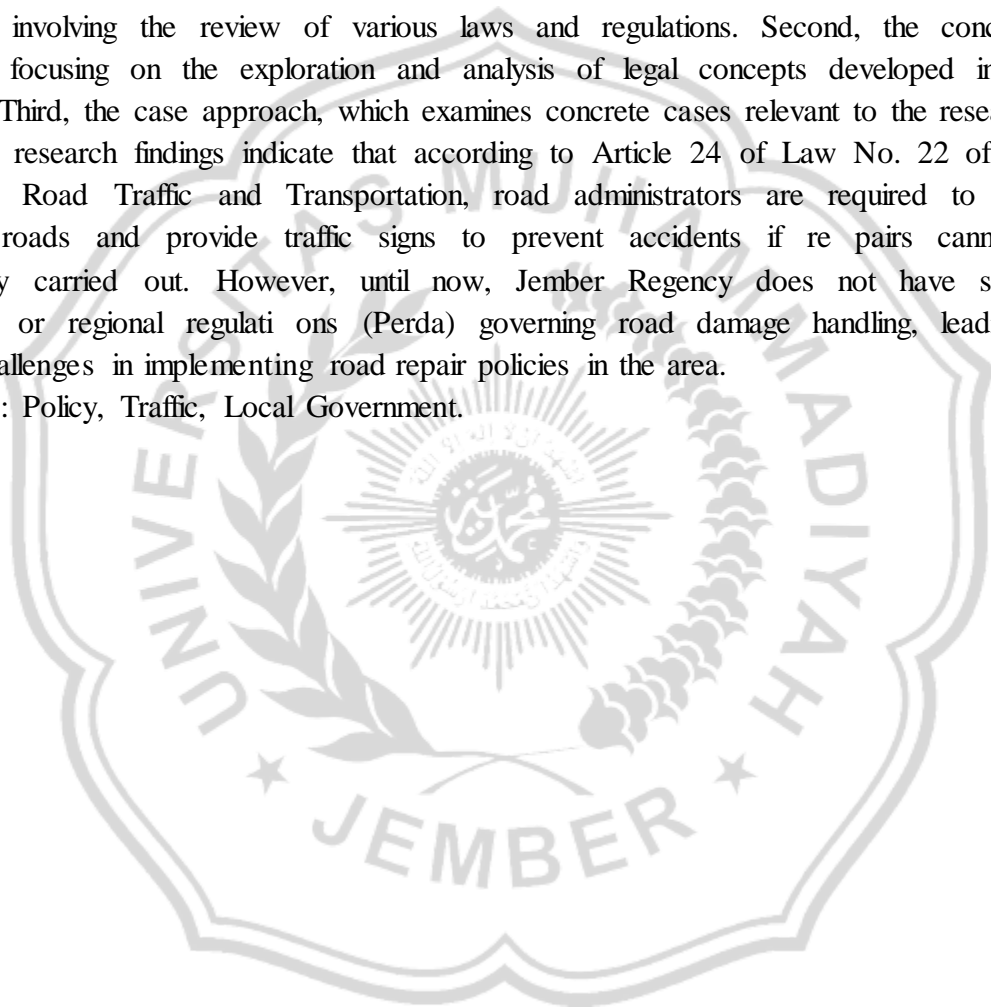 involving the review of various laws and regulations. Second, the conc
focusing on the exploration and analysis of legal concepts developed in
Third, the case approach, which examines concrete cases relevant to the resea
research findings indicate that according to Article 24 of Law No. 22 of
Road Traffic and Transportation, road administrators are required to
roads and provide traffic signs to prevent accidents if re pairs cann
y carried out. However, until now, Jember Regency does not have s
or regional regulati ons (Perda) governing road damage handling, lead
allenges in implementing road repair policies in the area.
: Policy, Traffic, Local Government.
UNIVERSITAS MUHAMMADIYAH
JEMBER